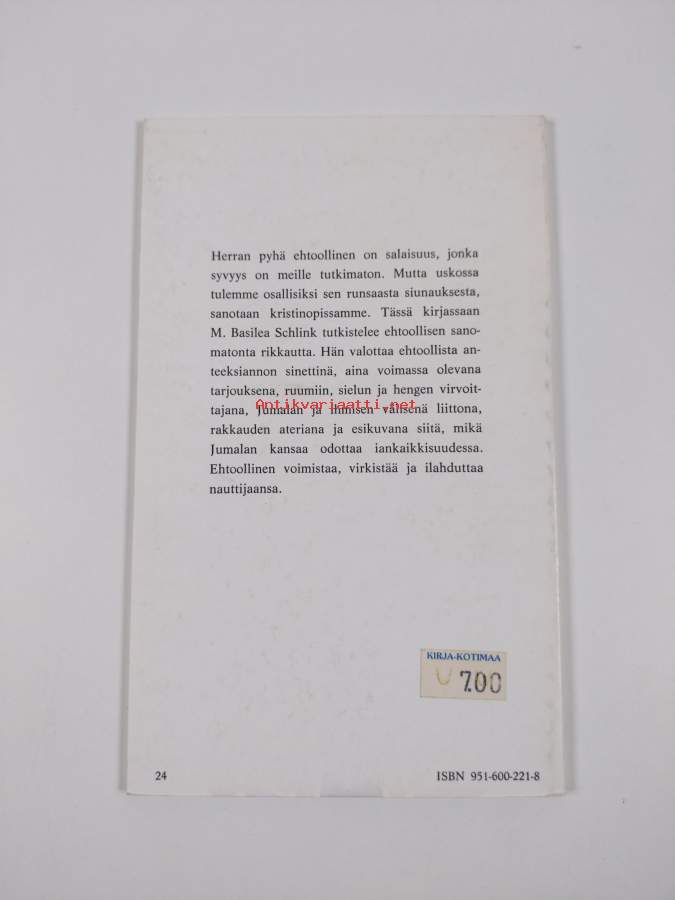 Herran pyhä ehtoollinen on salaisuus, jonka
syvyys on meille tutkimaton. Mutta uskossa
tulemme osallisiksi sen runsaasta siunauksesta,
sanotaan kristinopissamme. Tässä kirjassaan
M. Basilea Schlink tutkistelee ehtoollisen sano-
matonta rikkautta. Hän valottaa ehtoollista an-
teeksiannon sinettinä, aina voimassa olevana
tarjouksena, ruumiin, sielun ja hengen virvoit-
Antikvariaatti.net
tajana, Jumalan ja ihmisen välisenä liittona,
rakkauden ateriana ja esikuvana siitä, mikä
Jumalan kansaa odottaa iankaikkisuudessa.
Ehtoollinen voimistaa, virkistää ja ilahduttaa
nauttijaansa.
KIRJA-KOTIMAA
7.00
24
ISBN 951-600-221-8